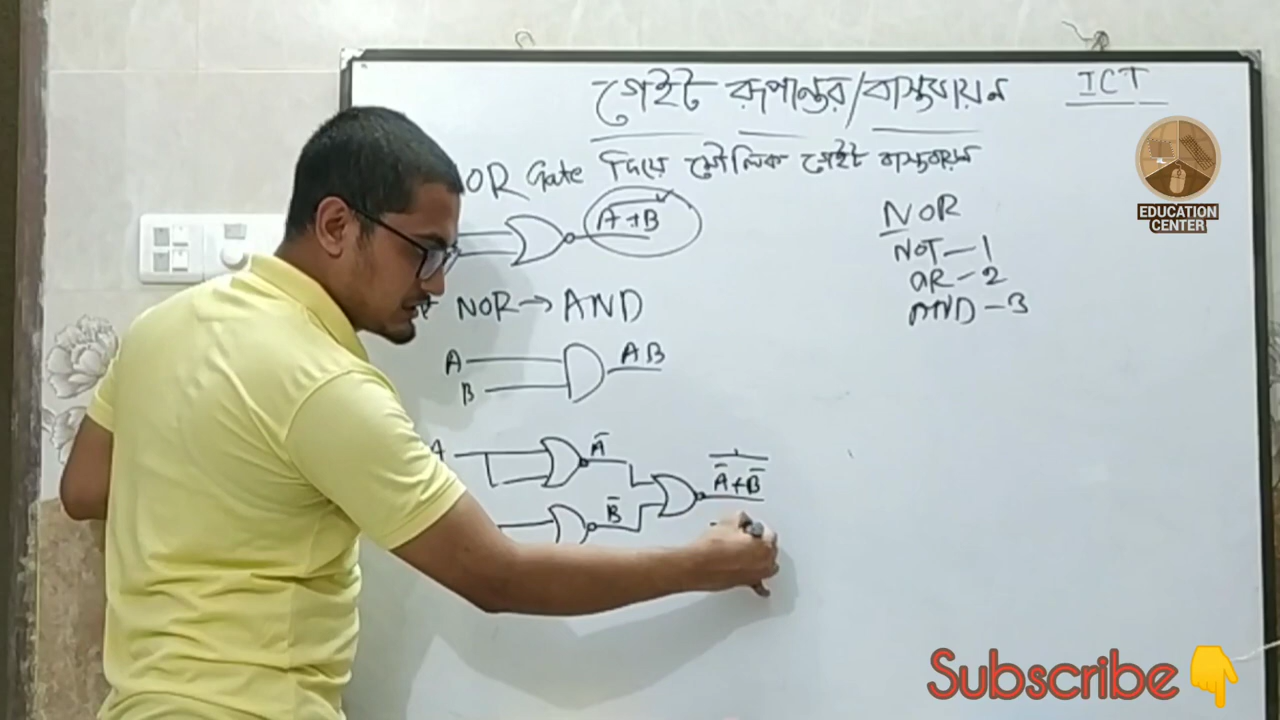 গেইট রূপান্তর/বাস্তবায়ন ICT
OR Gate দিয়ে মৌলিক গেইট বাস্তবায়ন
A+B
NOR
NOT—1
OR—2
AND—3
NOR → AND
A
B
AB
A
Ā
B̄
Ā+B̄
EDUCATION
CENTER
Subscribe